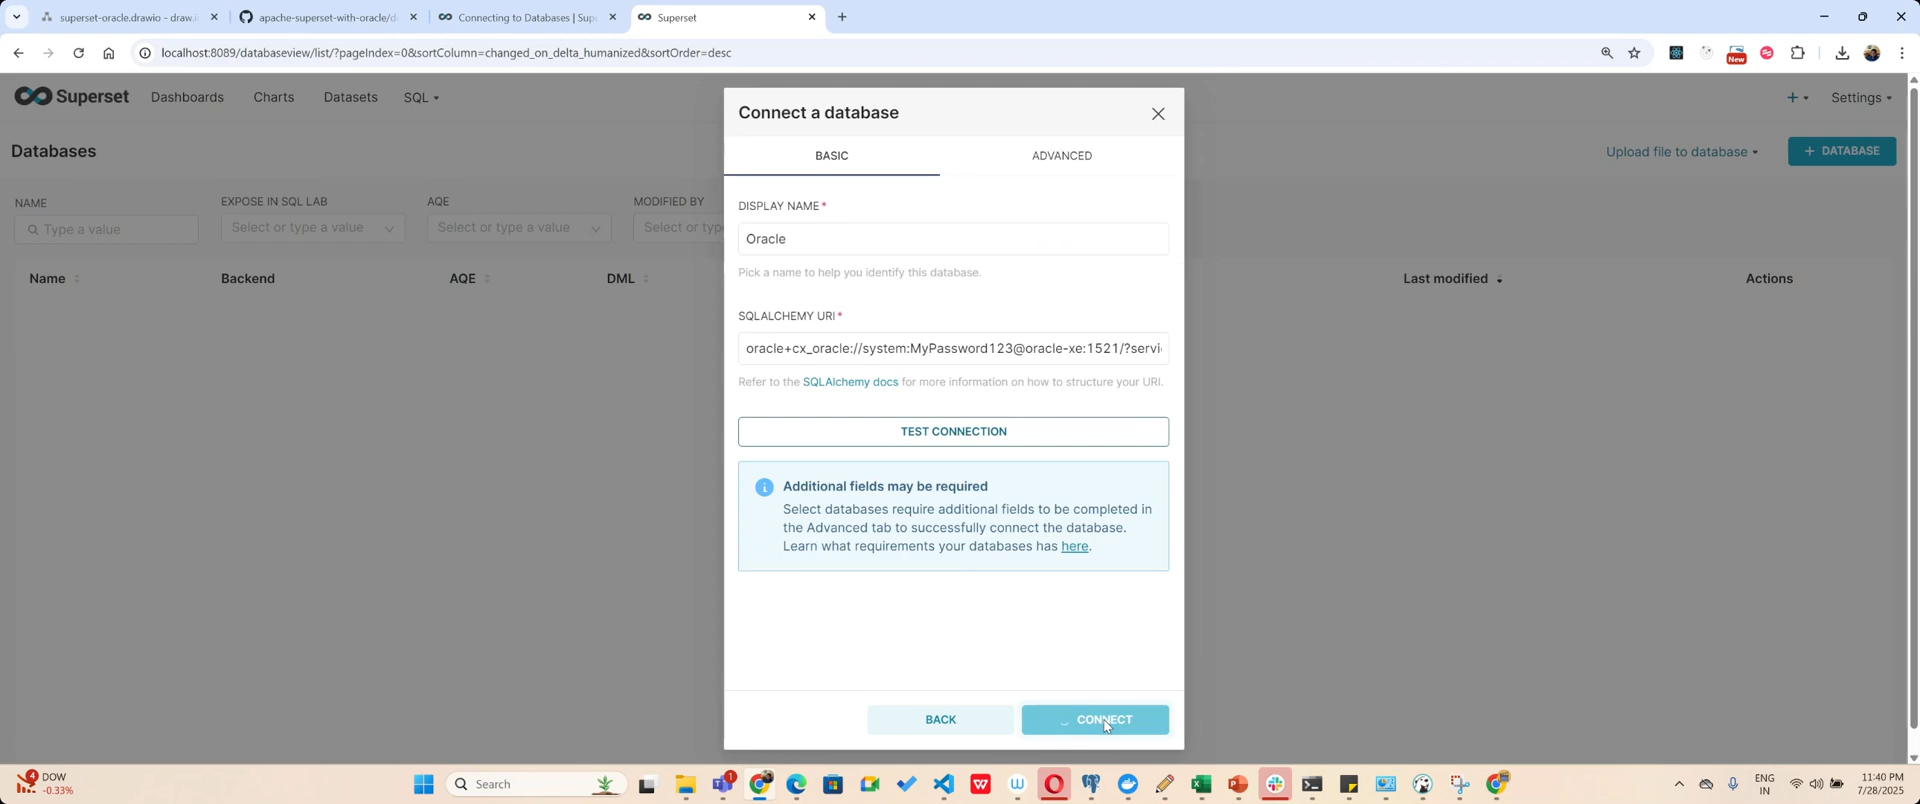 superset-oracle.drawio - draw.i
apache-superset-with-oracle/d
Connecting to Databases | Sup
Superset
localhost:8089/databaseview/list/?pageIndex=0&sortColumn=changed_on_delta_humanized&sortOrder=desc
New
Superset
Dashboards
Charts
Datasets
SQL
Settings
Databases
Upload file to database
+ DATABASE
NAME
EXPOSE IN SQL LAB
AQE
MODIFIED BY
Type a value
Select or type a value
Select or type a value
Select or typ
Name
Backend
AQE
DML
Last modified
Actions
Connect a database
BASIC
ADVANCED
DISPLAY NAME*
Oracle
Pick a name to help you identify this database.
SQLALCHEMY URI*
oracle+cx_oracle://system:MyPassword123@oracle-xe:1521/?servi
Refer to the SQLAlchemy docs for more information on how to structure your URI.
TEST CONNECTION
Additional fields may be required
Select databases require additional fields to be completed in
the Advanced tab to successfully connect the database.
Learn what requirements your databases has here.
BACK
CONNECT
4
DOW
-0.33%
Search
1
ENG
IN
11:40 PM
7/28/2025